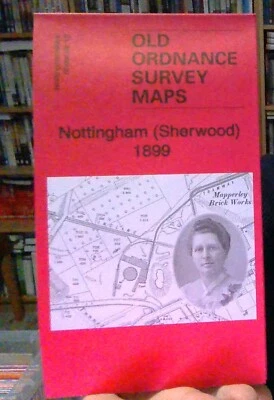 OLD
ORDNANCE
SURVEY
MAPS
Nottingham (Sherwood)
1899
Mapperley
Brick Works